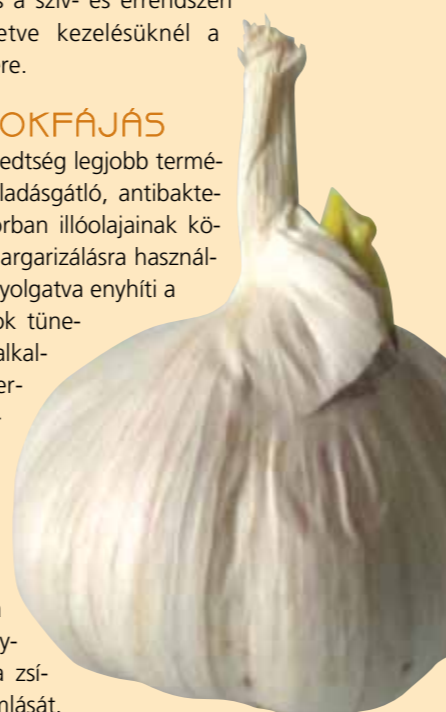 s a szív- és érrendszeri
etve kezelésüknél a
re.
OKFÁJÁS
edtség legjobb termé-
ladásgátló, antibakte-
orban illóolajainak kö-
argarizálásra használ-
yolgatva enyhíti a
ok tüne-
alkal-
er-
-
y-
a zsí-
mlását.